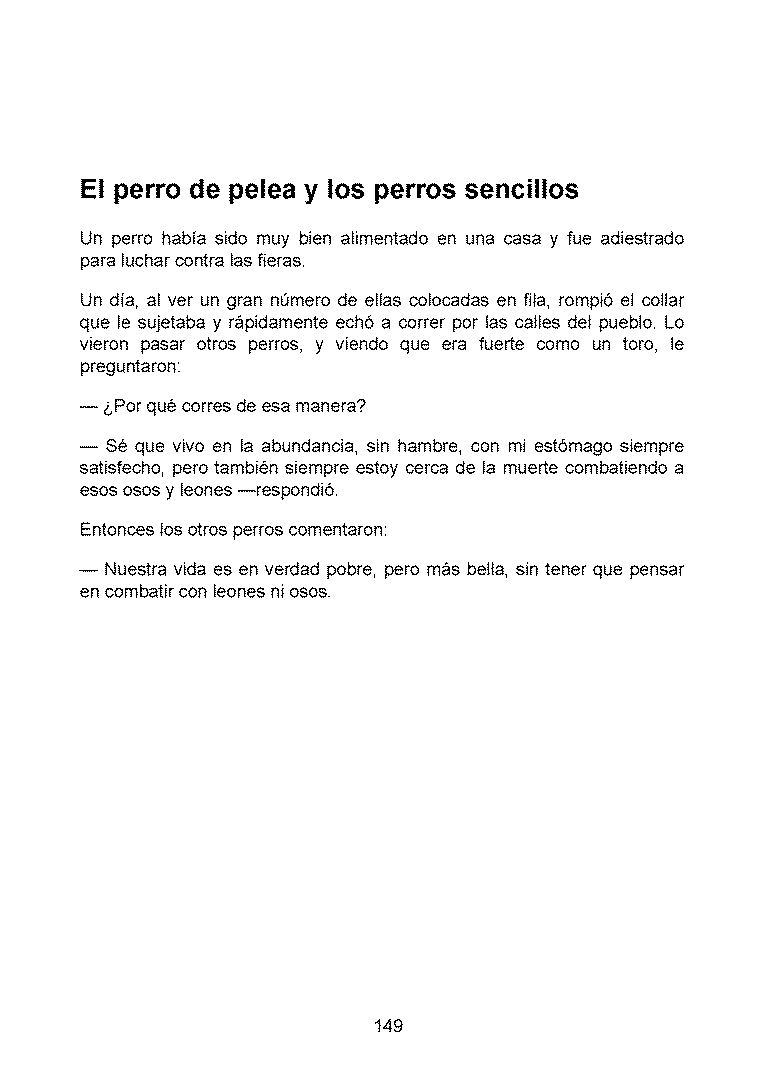 El perro de pelea y los perros sencillos
Un perro había sido muy bien alimentado en una casa y fue adiestrado
para luchar contra las fieras.
Un día, al ver un gran número de ellas colocadas en fila, rompió el collar
que le sujetaba y rápidamente echó a correr por las calles del pueblo. Lo
vieron pasar otros perros, y viendo que era fuerte como un toro, le
preguntaron:
— ¿Por qué corres de esa manera?
— Sé que vivo en la abundancia, sin hambre, con mi estómago siempre
satisfecho, pero también siempre estoy cerca de la muerte combatiendo a
esos osos y leones —respondió.
Entonces los otros perros comentaron:
— Nuestra vida es en verdad pobre, pero más bella, sin tener que pensar
en combatir con leones ni osos.
149